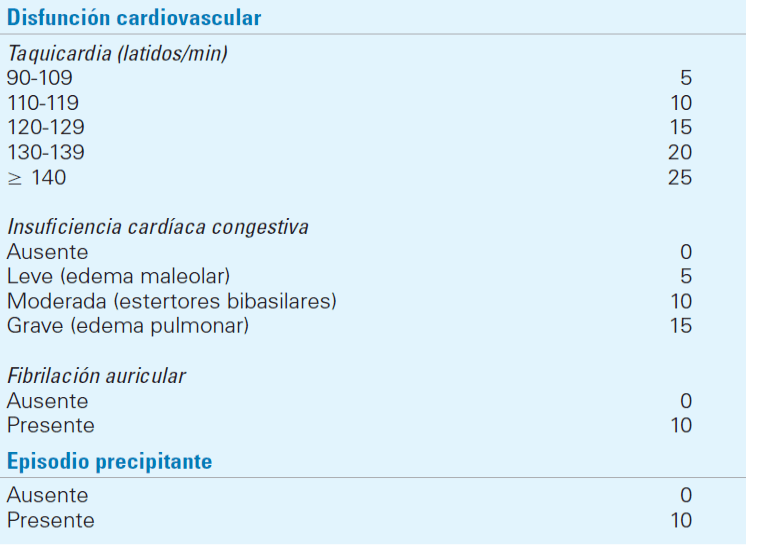 Disfunción cardiovascular
Taquicardia (latidos/min)
90-109 5
110-119 10
120-129 15
130-139 20
≥ 140 25
Insuficiencia cardíaca congestiva
Ausente 0
Leve (edema maleolar) 5
Moderada (estertores bibasilares) 10
Grave (edema pulmonar) 15
Fibrilación auricular
Ausente 0
Presente 10
Episodio precipitante
Ausente 0
Presente 10